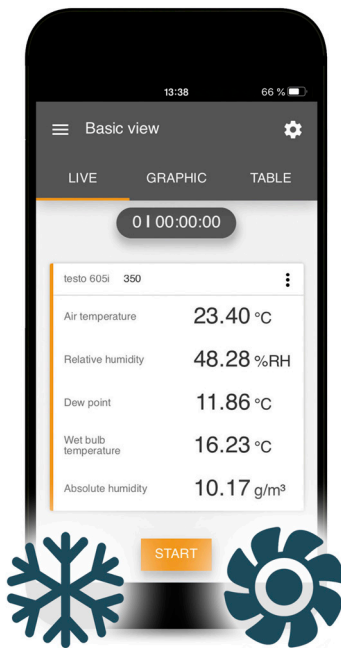 13:38 66 %
Basic view
LIVE GRAPHIC TABLE
0 I 00:00:00
testo 605i 350
Air temperature 23.40 °C
Relative humidity 48.28 %RH
Dew point 11.86 °C
Wet bulb
temperature 16.23 °C
Absolute humidity 10.17 g/m³
START